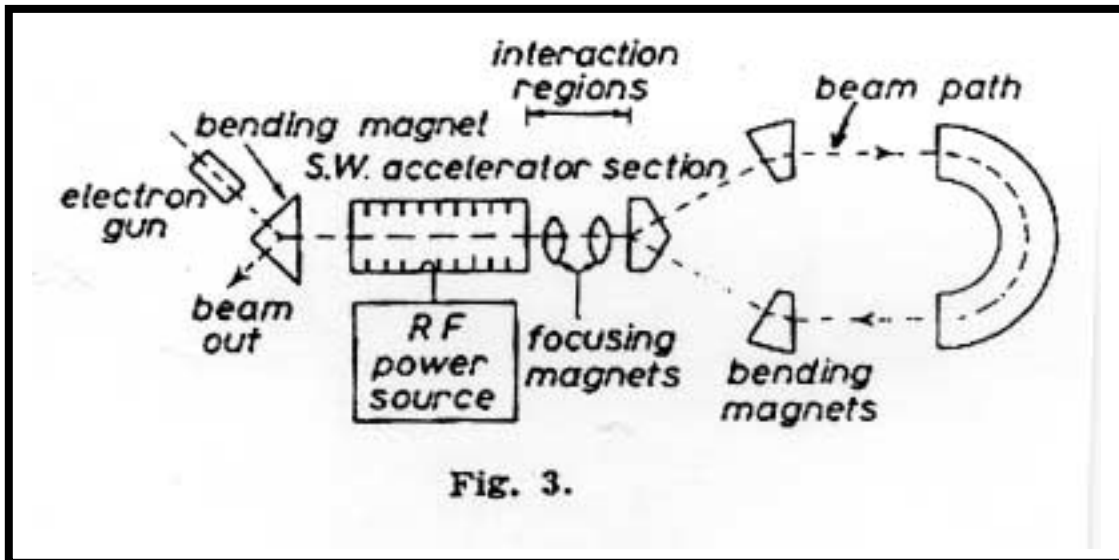 interaction
regions
beam path
bending magnet
S.W. accelerator section
electron
gun
beam
out
RF
power
source
focusing
magnets
bending
magnets
Fig. 3.